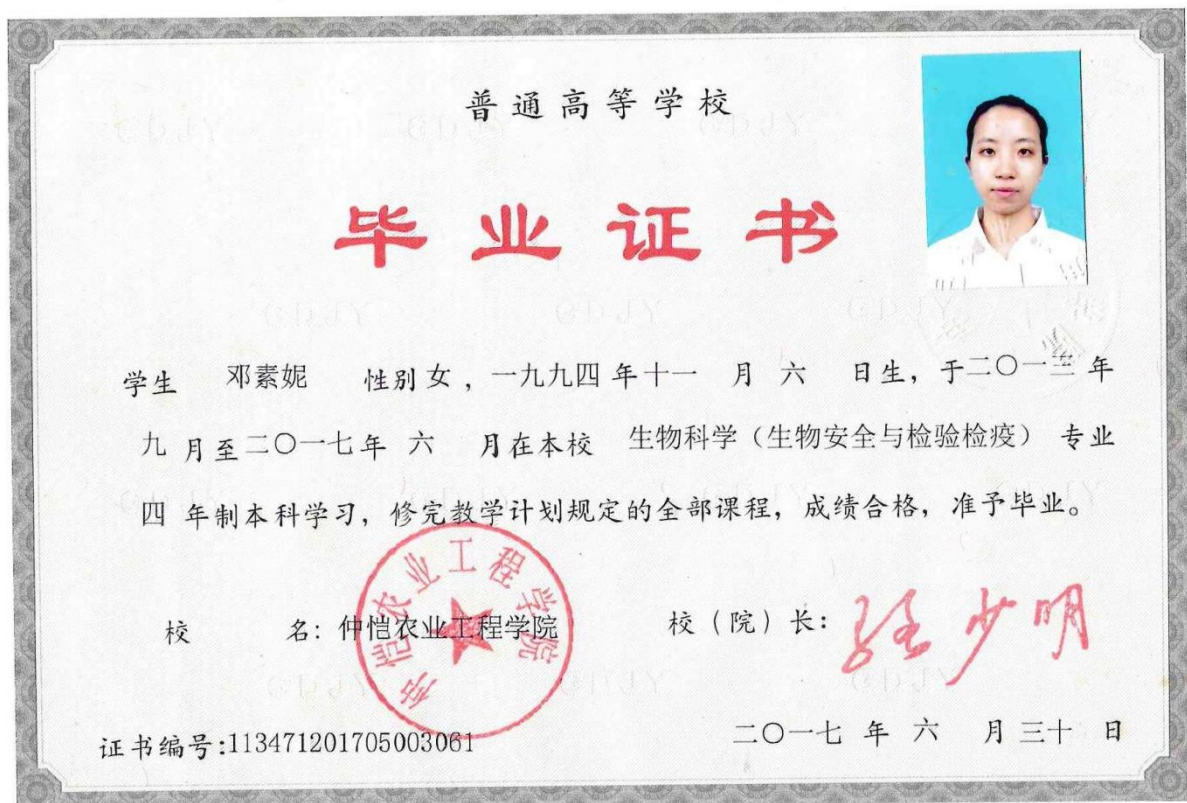 普通高等学校
毕业证书
学生 邓素妮 性别 女 ，一九九四 年 十一 月 六 日生，于二〇一三 年
九 月至二〇一七年 六 月在本校 生物科学（生物安全与检验检疫） 专业
四 年制本科学习，修完教学计划规定的全部课程，成绩合格，准予毕业。
仲恺农业工程学院
校 名：仲恺农业工程学院 校（院）长：骆少明
证书编号:113471201705003061 二〇一七 年 六 月 三十 日